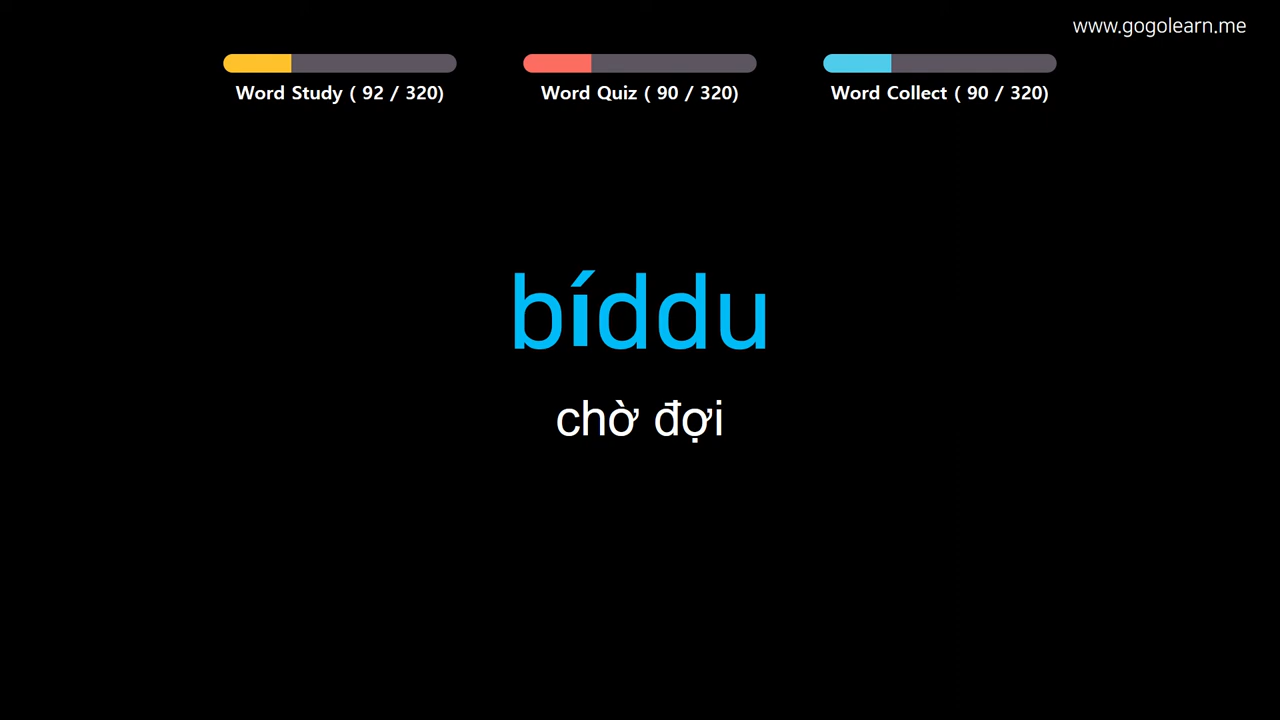 www.gogolearn.me
Word Study ( 92 / 320)
Word Quiz ( 90 / 320)
Word Collect ( 90 / 320)
bíddu
chờ đợi